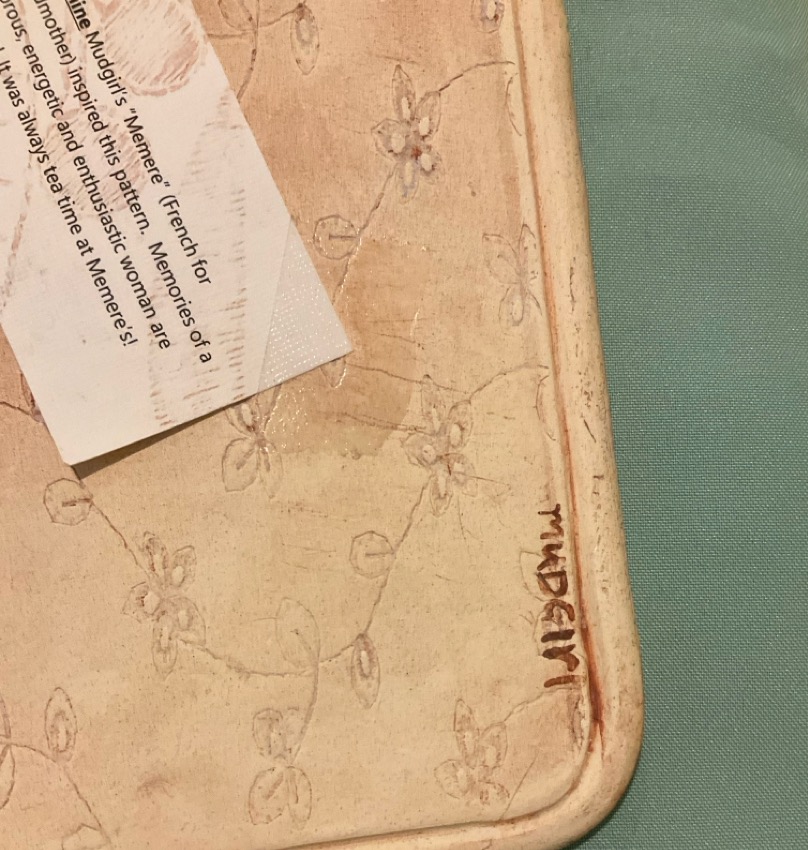 Mudgirl's "Memere" (French for
inspired this pattern. Memories of a
energetic and enthusiastic woman are
It was always tea time at Memere's!
MUDGIRL